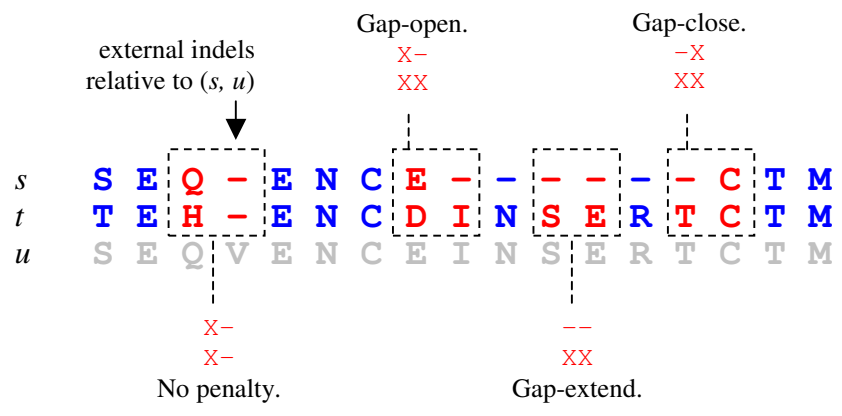 Gap-open.
Gap-close.
external indels
relative to (s, u)
X-
XX
-X
XX
s S E Q - E N C E - - - - - - C T M
t T E H - E N C D I N S E R T C T M
u S E Q V E N C E I N S E R T C T M
X-
X-
--
XX
No penalty.
Gap-extend.